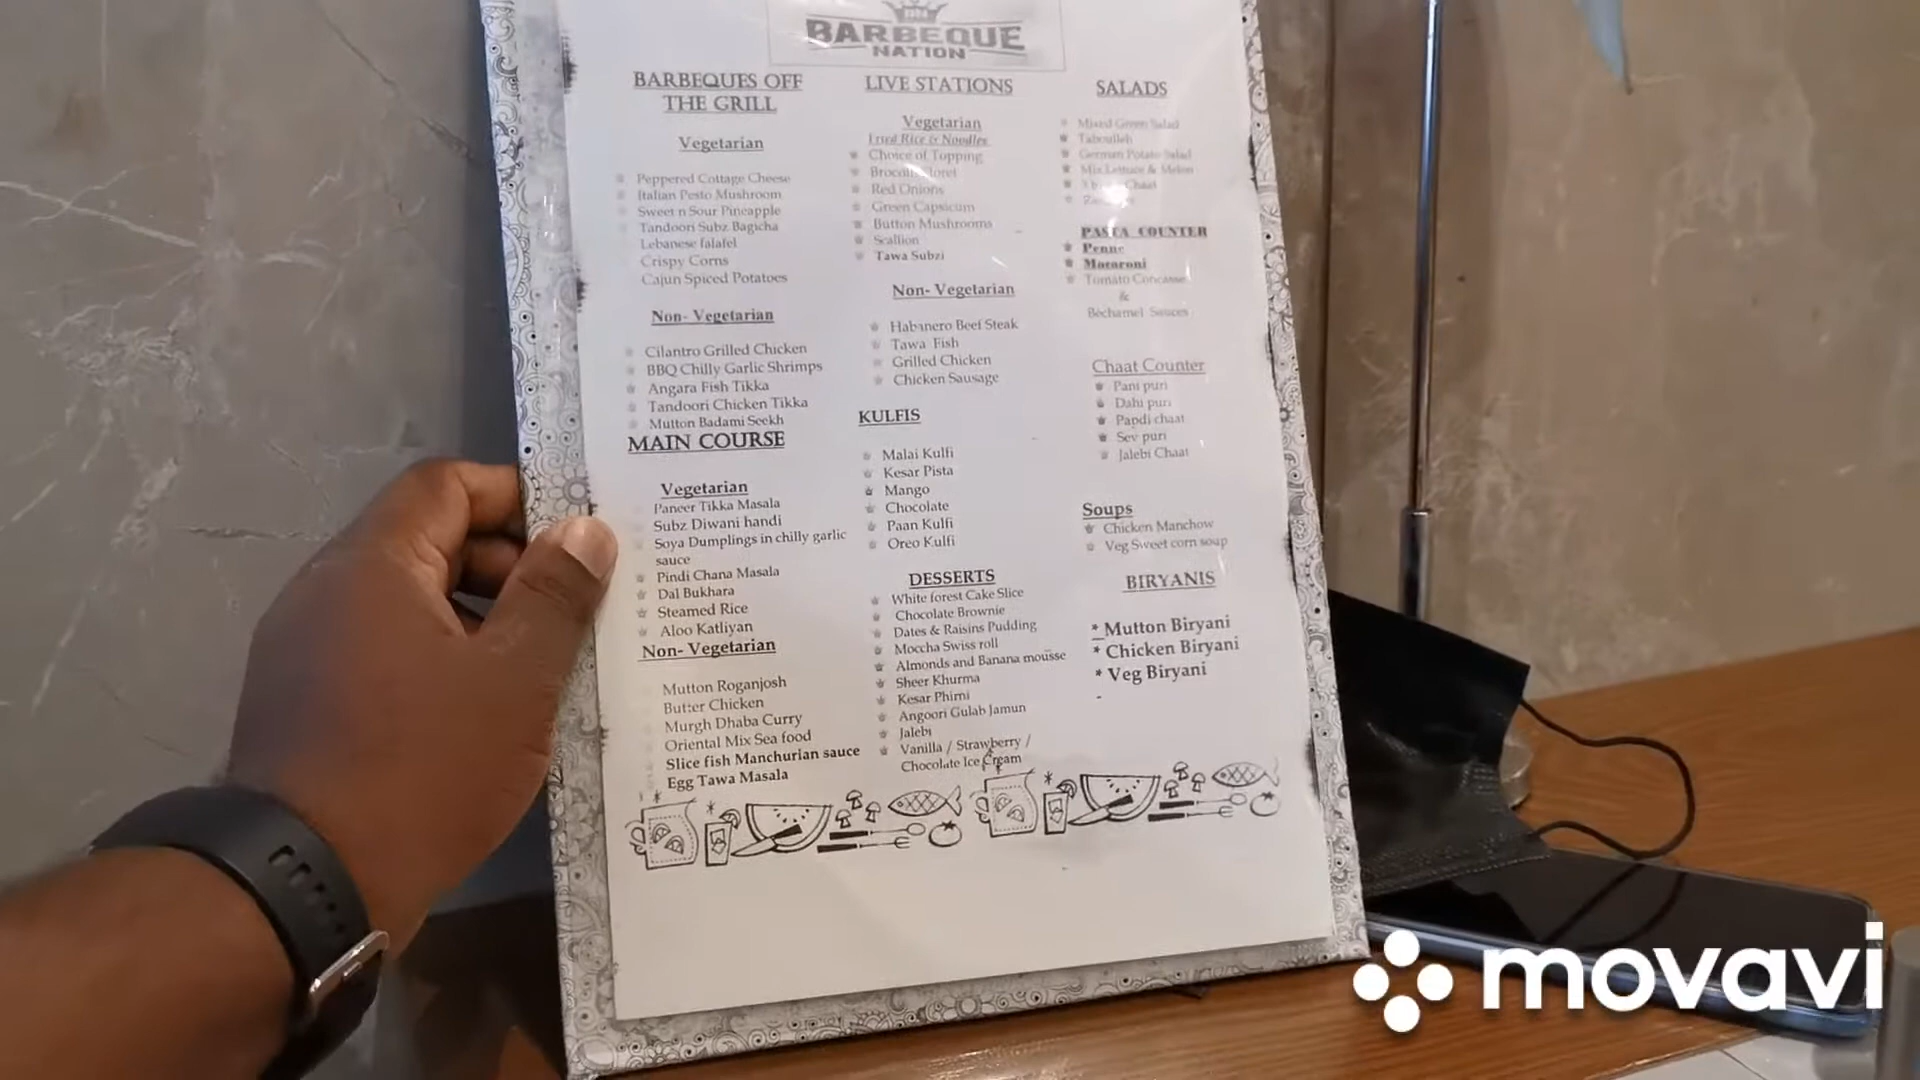 BARBEQUE
NATION
BARBEQUES OFF
THE GRILL
Vegetarian
Peppered Cottage Cheese
Italian Pesto Mushroom
Sweet n Sour Pineapple
Tandoori Subz Bagicha
Lebanese falafel
Crispy Corns
Cajun Spiced Potatoes
Non- Vegetarian
Cilantro Grilled Chicken
BBQ Chilly Garlic Shrimps
Angara Fish Tikka
Tandoori Chicken Tikka
Mutton Badami Seekh
MAIN COURSE
Vegetarian
Paneer Tikka Masala
Subz Diwani handi
Soya Dumplings in chilly garlic
sauce
Pindi Chana Masala
Dal Bukhara
Steamed Rice
Aloo Katliyan
Non- Vegetarian
Mutton Roganjosh
Butter Chicken
Murgh Dhaba Curry
Oriental Mix Sea food
Slice fish Manchurian sauce
Egg Tawa Masala
LIVE STATIONS
Vegetarian
Fried Rice & Noodles
Choice of Topping
Red Onions
Green Capsicum
Button Mushrooms
Scallion
Tawa Subzi
Non- Vegetarian
Habanero Beef Steak
Tawa Fish
Grilled Chicken
Chicken Sausage
KULFIS
Malai Kulfi
Kesar Pista
Mango
Chocolate
Paan Kulfi
Oreo Kulfi
DESSERTS
White forest Cake Slice
Chocolate Brownie
Dates & Raisins Pudding
Moccha Swiss roll
Almonds and Banana mousse
Sheer Khurma
Kesar Phirni
Angoori Gulab Jamun
Jalebi
Vanilla / Strawberry /
Chocolate Ice Cream
SALADS
Mixed Green Salad
Tabouleh
German Potato Salad
Mix Lettuce & Melon
Chaat
PASTA COUNTER
Penne
Macaroni
Tomato Concasse
&
Bechamel Sauces
Chaat Counter
Pani puri
Dahi puri
Papdi chaat
Sev puri
Jalebi Chaat
Soups
Chicken Manchow
Veg Sweet corn soup
BIRYANIS
* Mutton Biryani
* Chicken Biryani
* Veg Biryani
-
movavi